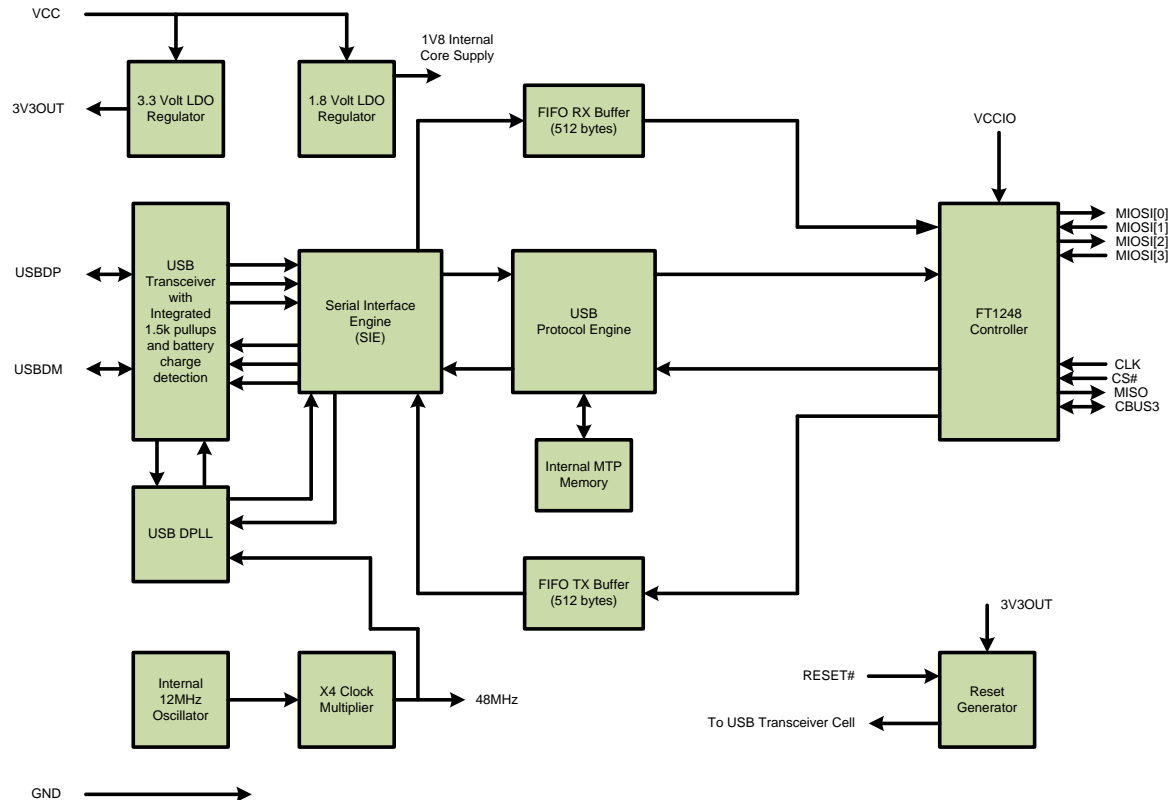 VCC
1V8 Internal
Core Supply
3.3 Volt LDO
Regulator
1.8 Volt LDO
Regulator
3V3OUT
FIFO RX Buffer
(512 bytes)
VCCIO
MIOSI[0]
MIOSI[1]
MIOSI[2]
MIOSI[3]
USBDP
USBDM
USB
Transceiver
with
Integrated
1.5k pullups
and battery
charge
detection
Serial Interface
Engine
(SIE)
USB
Protocol Engine
FT1248
Controller
CLK
CS#
MISO
CBUS3
Internal MTP
Memory
USB DPLL
FIFO TX Buffer
(512 bytes)
3V3OUT
RESET#
Reset
Generator
To USB Transceiver Cell
Internal
12MHz
Oscillator
X4 Clock
Multiplier
48MHz
GND